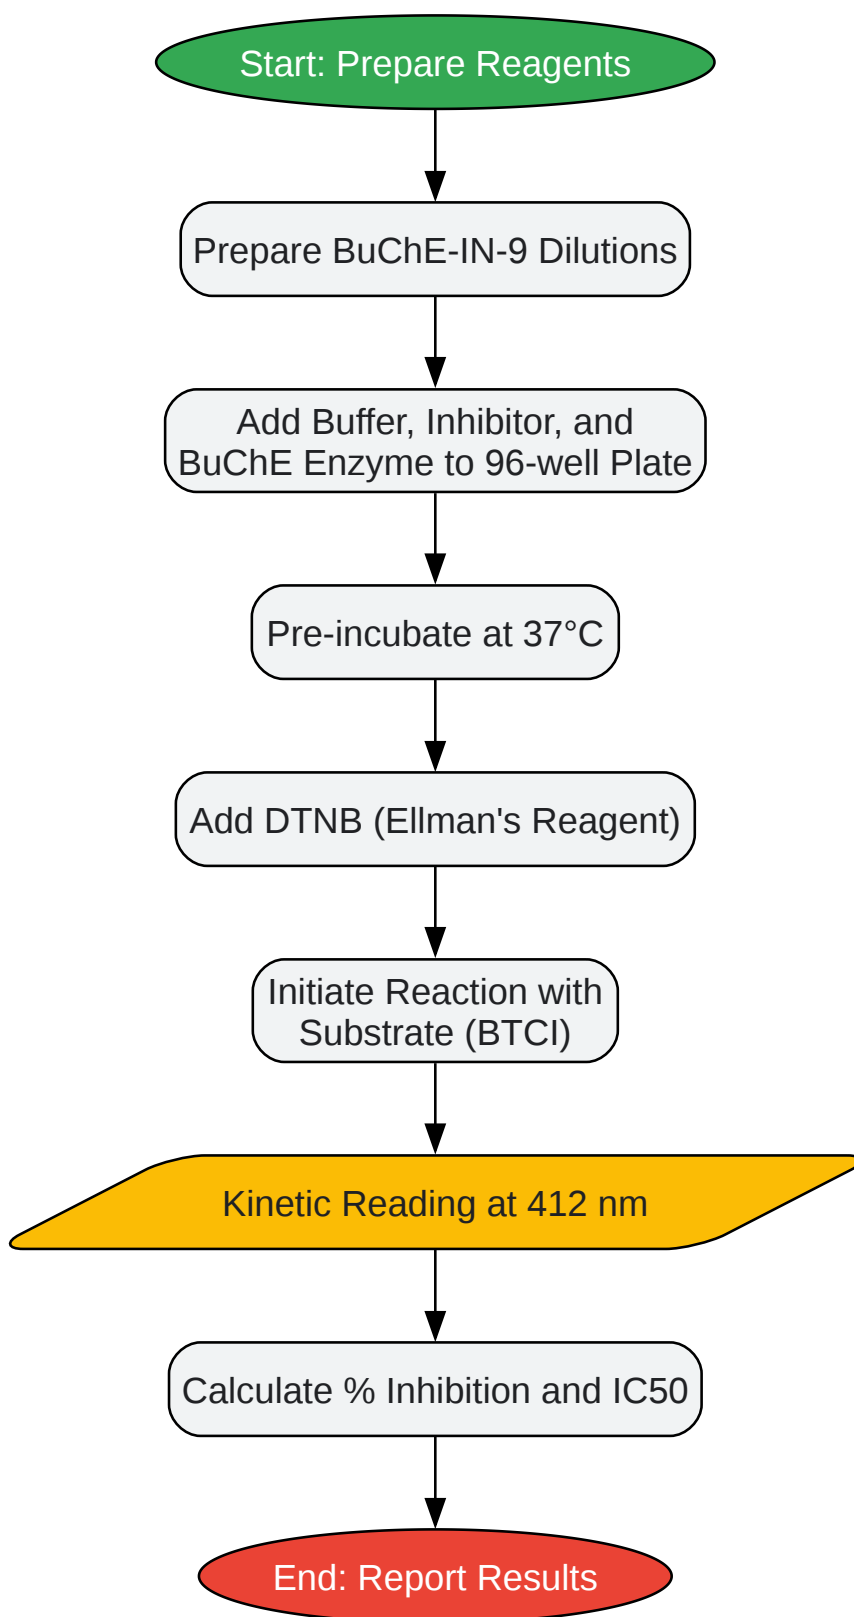 Start: Prepare Reagents
Prepare BuChE-IN-9 Dilutions
Add Buffer, Inhibitor, and
BuChE Enzyme to 96-well Plate
Pre-incubate at 37°C
Add DTNB (Ellman's Reagent)
Initiate Reaction with
Substrate (BTCI)
Kinetic Reading at 412 nm
Calculate % Inhibition and IC50
End: Report Results